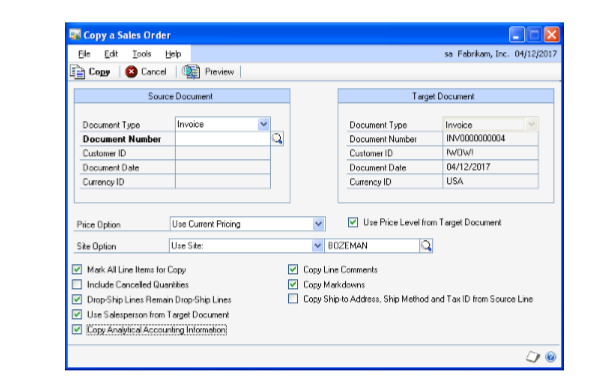 Copy a Sales Order
File Edit Tools Help sa Fabrikam, Inc. 04/12/2017
Copy Cancel Preview
Source Document Target Document
Document Type Invoice Document Type Invoice
Document Number Document Number INV0000000004
Customer ID Customer ID IWOWI
Document Date Document Date 04/12/2017
Currency ID Currency ID USA
Price Option Use Current Pricing Use Price Level from Target Document
Site Option Use Site: BOZEMAN
Mark All Line Items for Copy Copy Line Comments
Include Cancelled Quantities Copy Markdowns
Drop-Ship Lines Remain Drop-Ship Lines Copy Ship-to Address, Ship Method and Tax ID from Source Line
Use Salesperson from Target Document
Copy Analytical Accounting Information